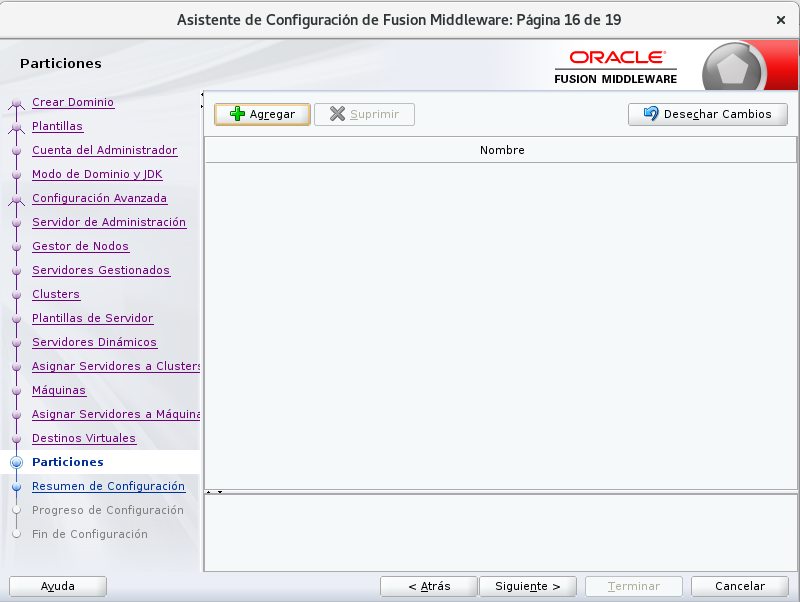 Asistente de Configuración de Fusion Middleware: Página 16 de 19
Particiones
ORACLE
FUSION MIDDLEWARE
Crear Dominio
Plantillas
Cuenta del Administrador
Modo de Dominio y JDK
Configuración Avanzada
Servidor de Administración
Gestor de Nodos
Servidores Gestionados
Clusters
Plantillas de Servidor
Servidores Dinámicos
Asignar Servidores a Clusters
Máquinas
Asignar Servidores a Máquina
Destinos Virtuales
Particiones
Resumen de Configuración
Progreso de Configuración
Fin de Configuración
Agregar
Suprimir
Desechar Cambios
Nombre
Ayuda
< Atrás
Siguiente >
Terminar
Cancelar